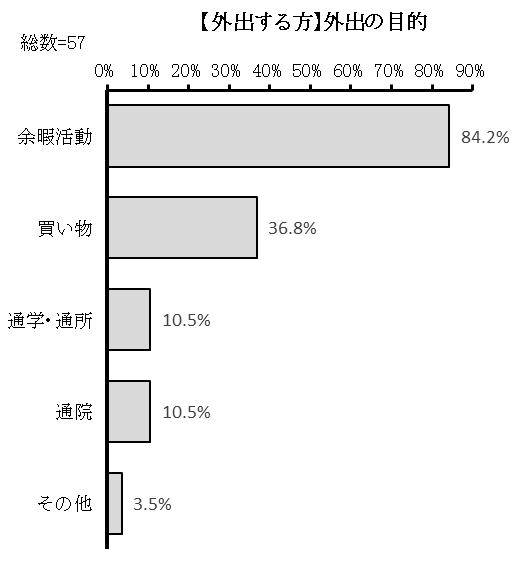 【外出する方】外出の目的
総数=57
0% 10% 20% 30% 40% 50% 60% 70% 80% 90%
余暇活動 84.2%
買い物 36.8%
通学・通所 10.5%
通院 10.5%
その他 3.5%